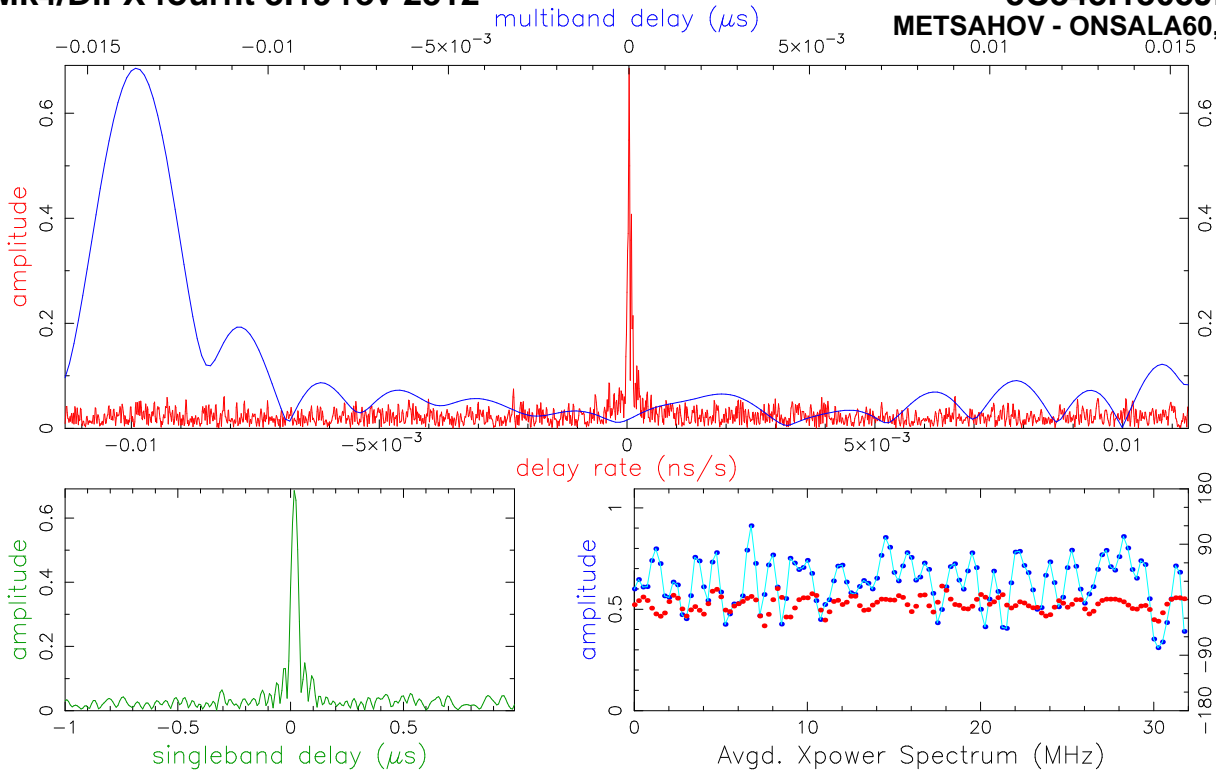 multiband delay (μs)
METSAHOV - ONSALA60,
−0.015 −0.01 −5×10⁻³ 0 5×10⁻³ 0.01 0.015
amplitude
0 0.2 0.4 0.6
0 0.2 0.4 0.6
−0.01 −5×10⁻³ 0 5×10⁻³ 0.01
delay rate (ns/s)
amplitude
0 0.2 0.4 0.6
−1 −0.5 0 0.5
singleband delay (μs)
amplitude
0 0.5 1
−180 −90 0 90 180
0 10 20 30
Avgd. Xpower Spectrum (MHz)